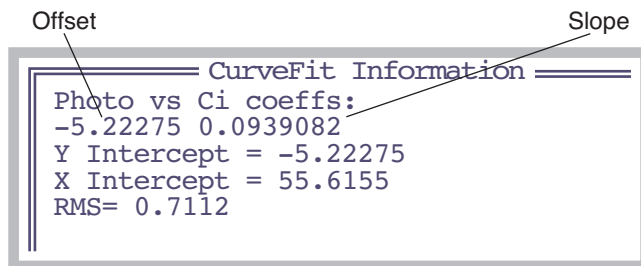 Offset Slope
CurveFit Information
Photo vs Ci coeffs:
-5.22275 0.0939082
Y Intercept = -5.22275
X Intercept = 55.6155
RMS= 0.7112